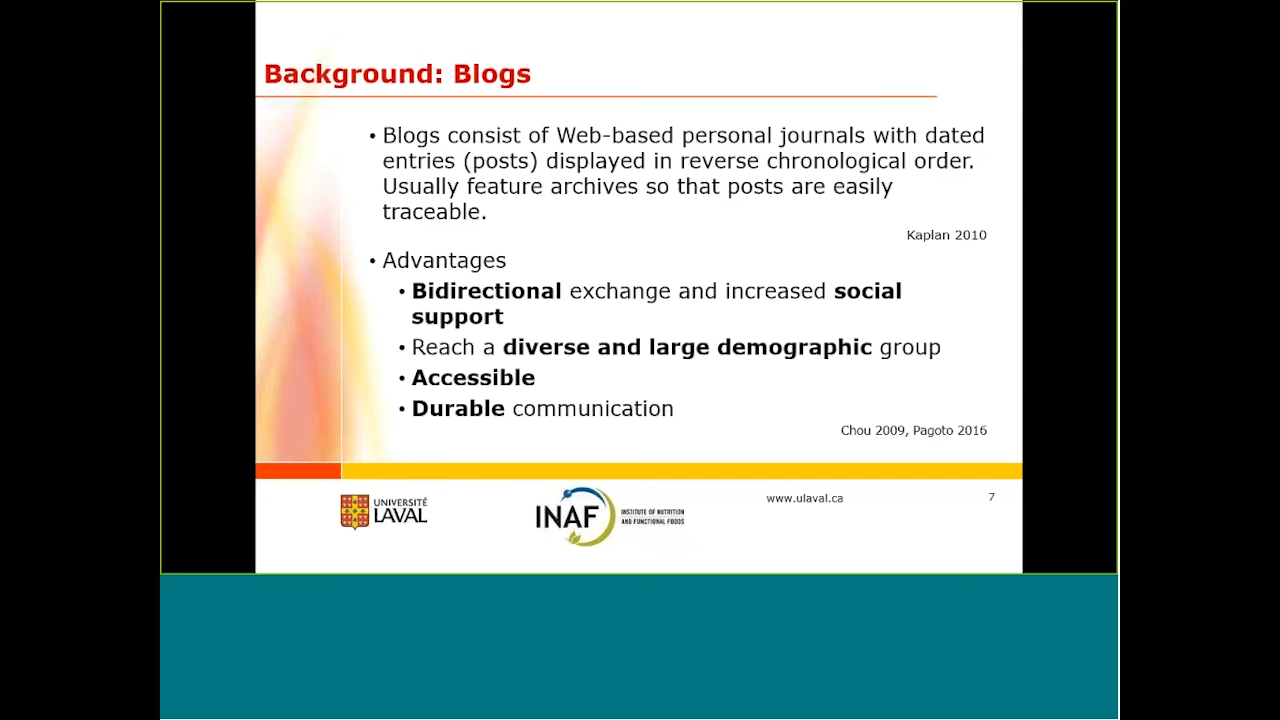 Background: Blogs
• Blogs consist of Web-based personal journals with dated
entries (posts) displayed in reverse chronological order.
Usually feature archives so that posts are easily
traceable.
Kaplan 2010
• Advantages
• Bidirectional exchange and increased social
support
• Reach a diverse and large demographic group
• Accessible
• Durable communication
Chou 2009, Pagoto 2016
UNIVERSITÉ
LAVAL
INAF
INSTITUTE OF NUTRITION
AND FUNCTIONAL FOODS
www.ulaval.ca
7